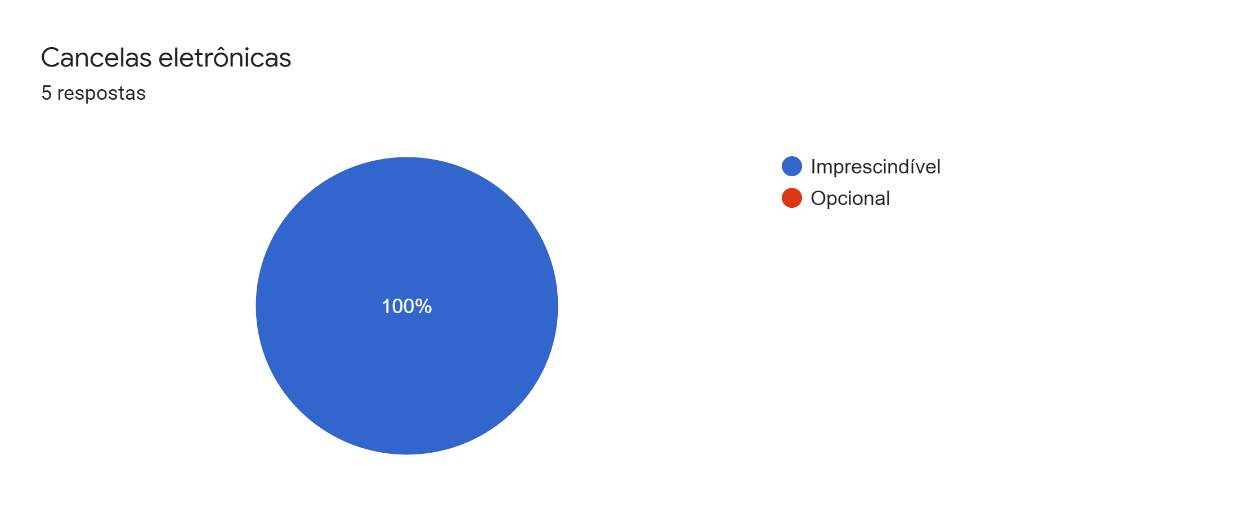 Cancelas eletrônicas
5 respostas
Imprescindível
Opcional
100%